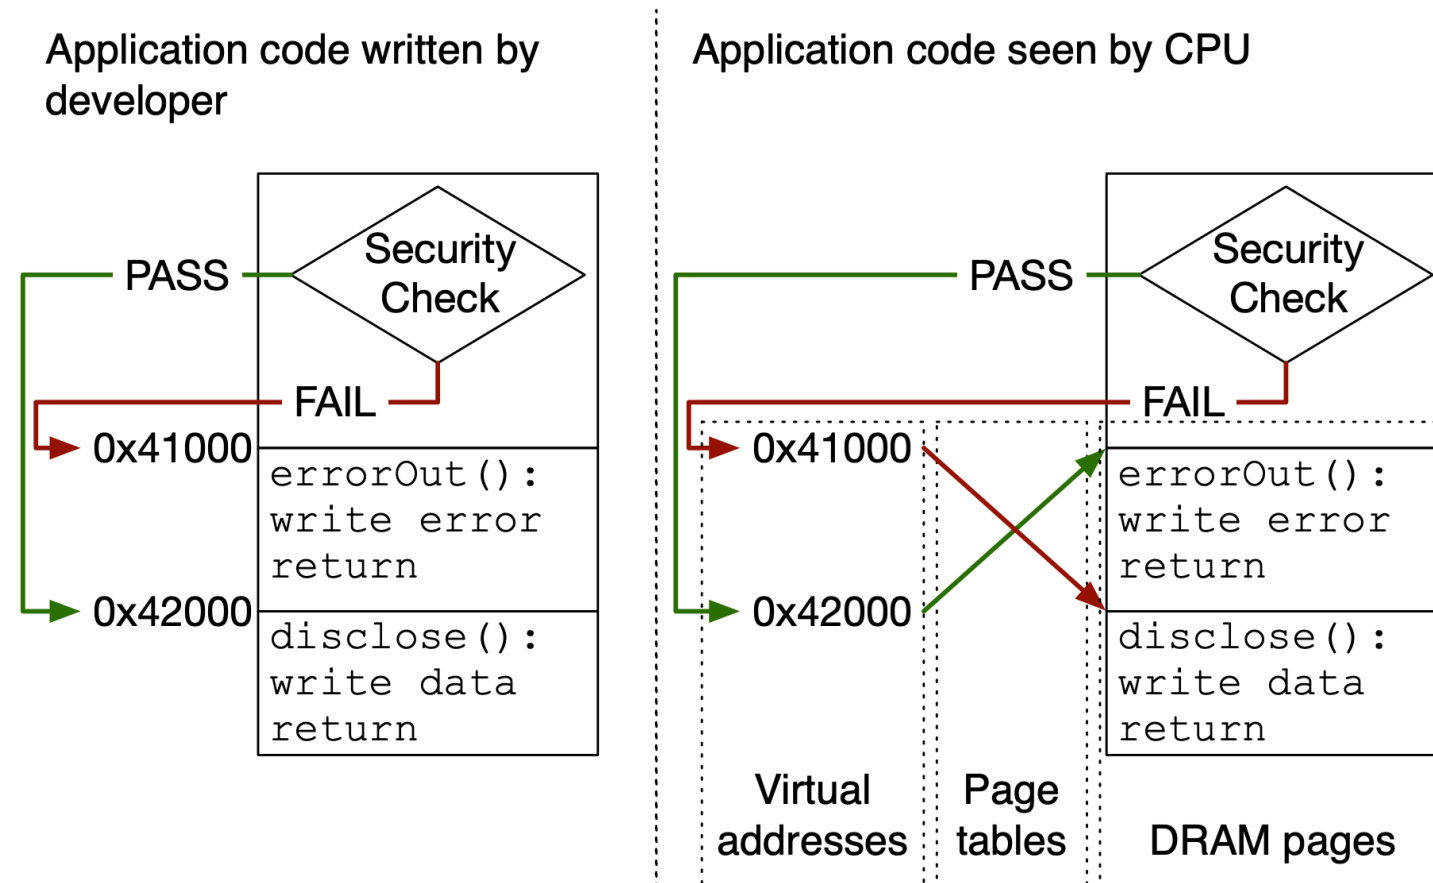 Application code written by
developer
Security
Check
PASS
FAIL
0x41000
errorOut():
write error
return
0x42000
disclose():
write data
return
Application code seen by CPU
Security
Check
PASS
FAIL
0x41000
errorOut():
write error
return
0x42000
disclose():
write data
return
Virtual
addresses
Page
tables
DRAM pages